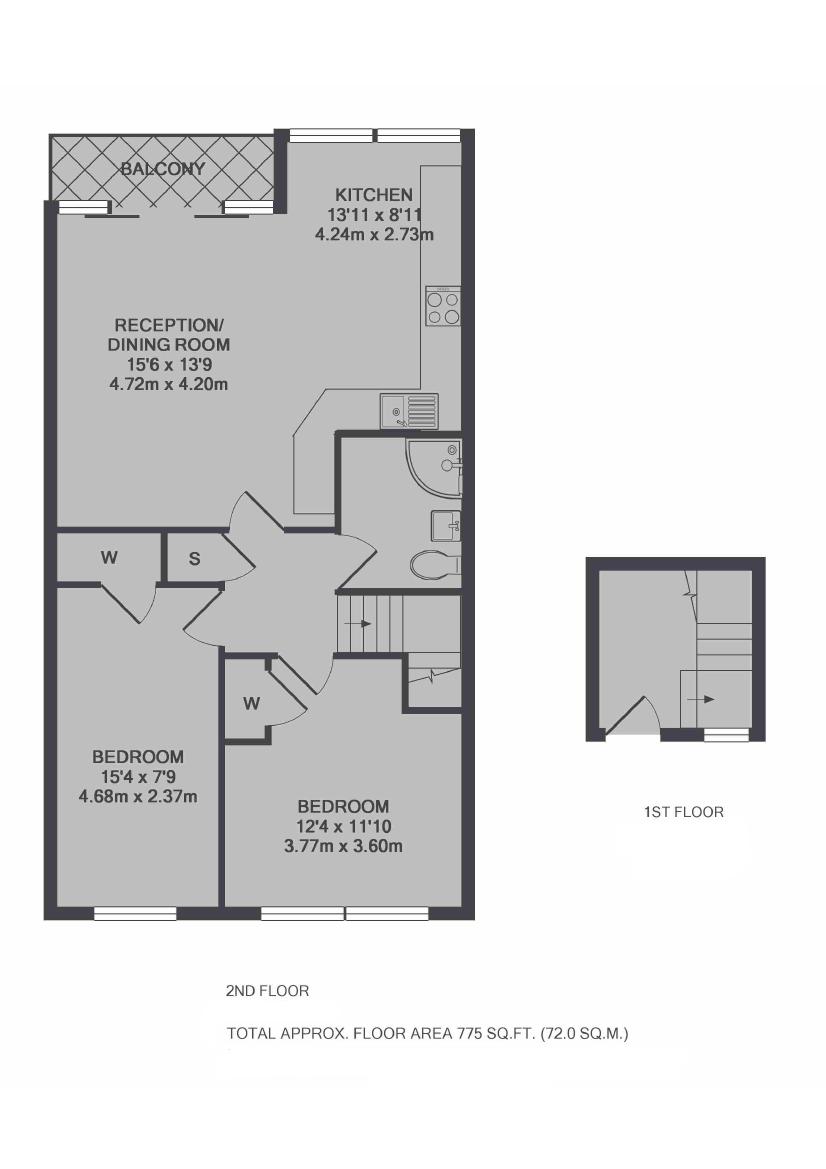 BALCONY
KITCHEN
13'11 x 8'11
4.24m x 2.73m
RECEPTION/
DINING ROOM
15'6 x 13'9
4.72m x 4.20m
W
S
W
BEDROOM
15'4 x 7'9
4.68m x 2.37m
BEDROOM
12'4 x 11'10
3.77m x 3.60m
1ST FLOOR
2ND FLOOR
TOTAL APPROX. FLOOR AREA 775 SQ.FT. (72.0 SQ.M.)